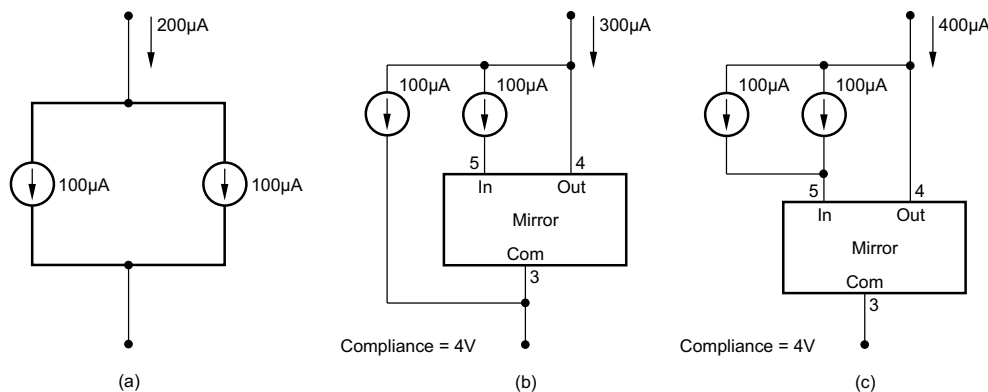 200µA
100µA
100µA
(a)
300µA
100µA
100µA
5
4
In
Out
Mirror
Com
3
Compliance = 4V
(b)
400µA
100µA
100µA
5
4
In
Out
Mirror
Com
3
Compliance = 4V
(c)